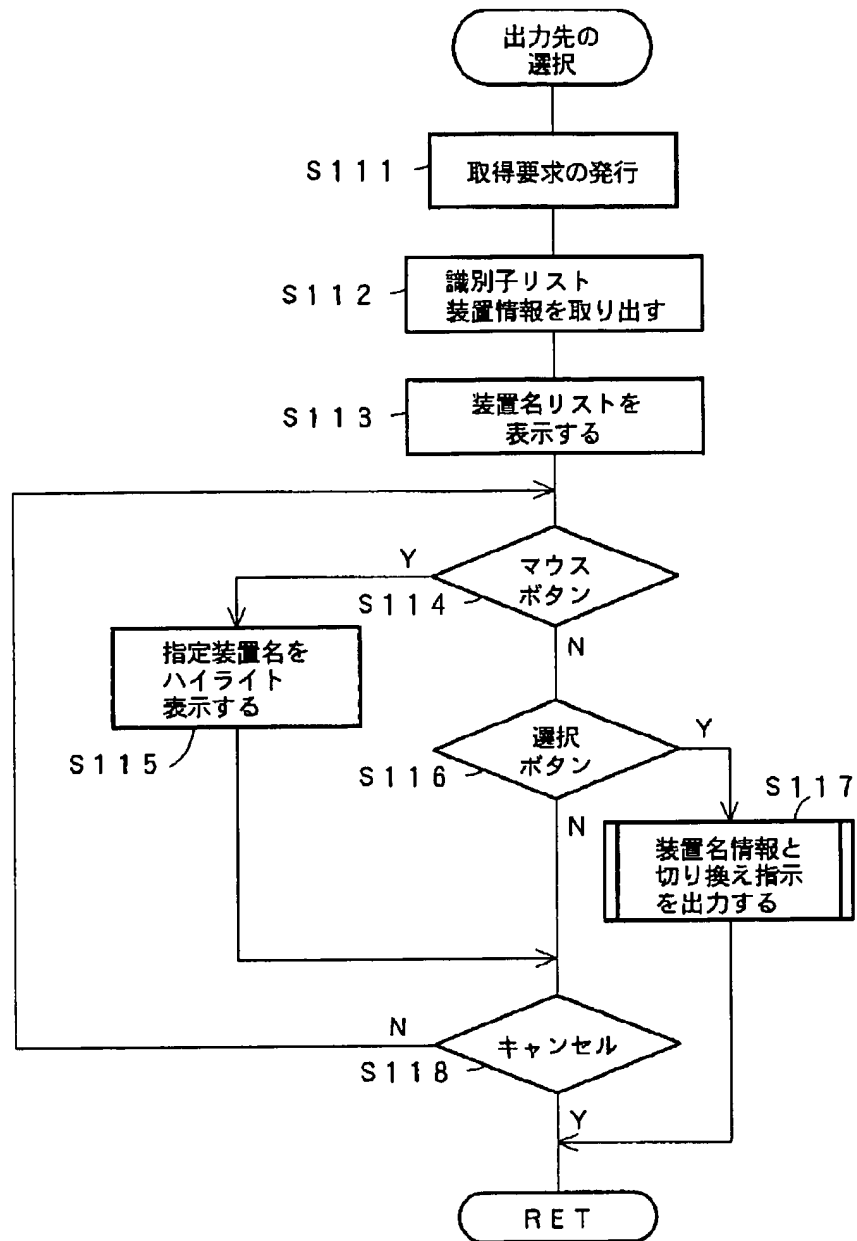 出力先の
選択
S111
取得要求の発行
S112
識別子リスト
装置情報を取り出す
S113
装置名リストを
表示する
Y
マウス
ボタン
S114
N
指定装置名を
ハイライト
表示する
S115
選択
ボタン
Y
S116
N
S117
装置名情報と
切り換え指示
を出力する
N
キャンセル
S118
Y
RET